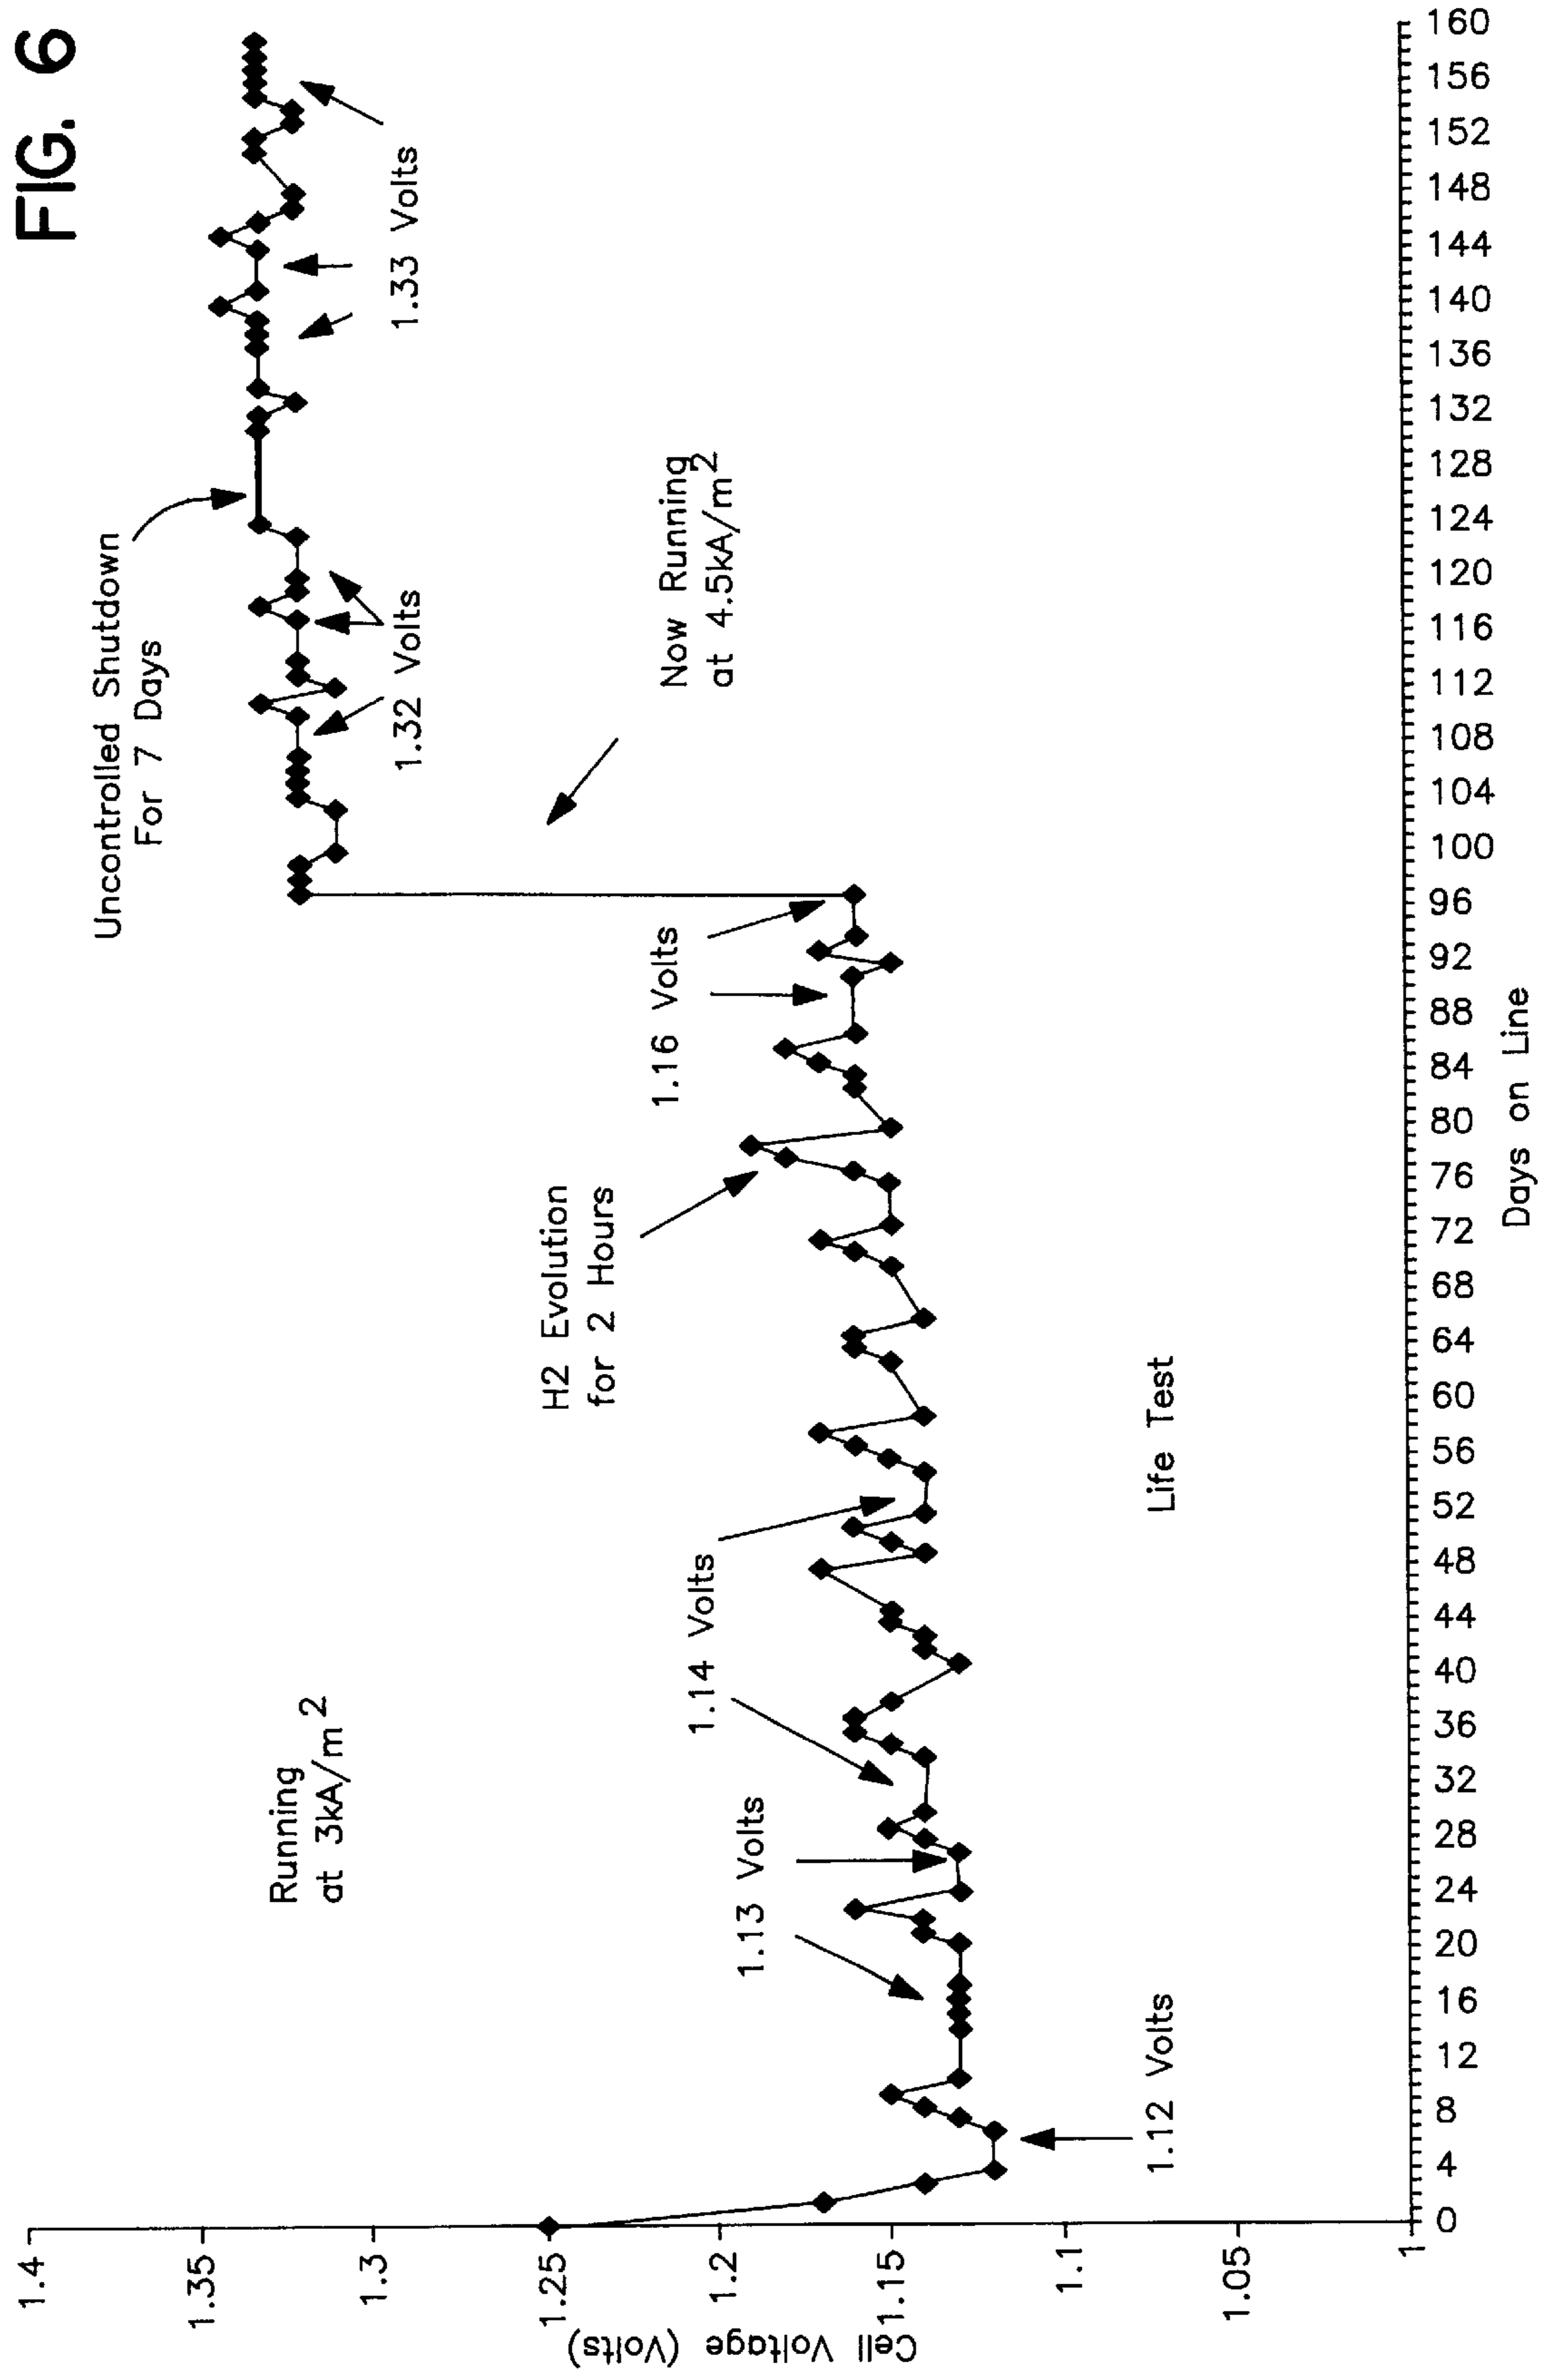 FIG. 6
Cell Voltage (Volts)
1.4
1.35
1.3
1.25
1.2
1.15
1.1
1.05
1
Uncontrolled Shutdown
For 7 Days
Running
at 3kA/m2
1.32 Volts
1.33 Volts
H2 Evolution
for 2 Hours
1.16 Volts
Now Running
at 4.5kA/m2
1.14 Volts
1.13 Volts
1.12 Volts
Life Test
0
4
8
12
16
20
24
28
32
36
40
44
48
52
56
60
64
68
72
76
80
84
88
92
96
100
104
108
112
116
120
124
128
132
136
140
144
148
152
156
160
Days on Line